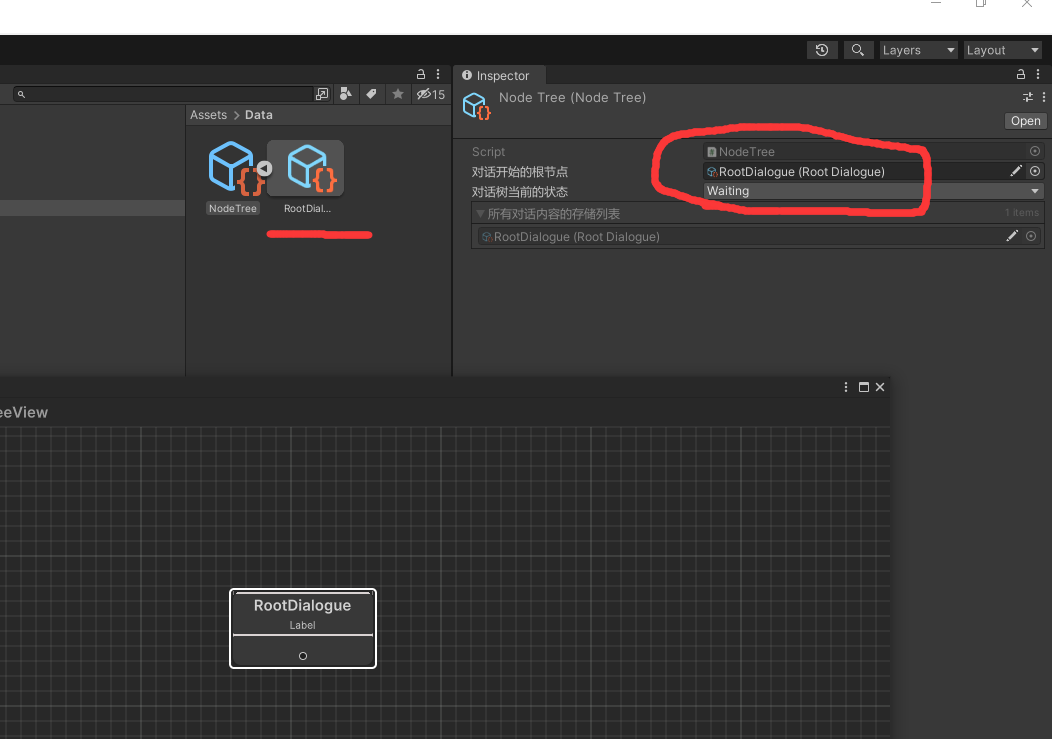 Layers
Layout
Inspector
15
Assets > Data
Node Tree (Node Tree)
Open
NodeTree
RootDial...
Script
NodeTree
对话开始的根节点
RootDialogue (Root Dialogue)
对话树当前的状态
Waiting
所有对话内容的存储列表
1 items
RootDialogue (Root Dialogue)
eeView
RootDialogue
Label